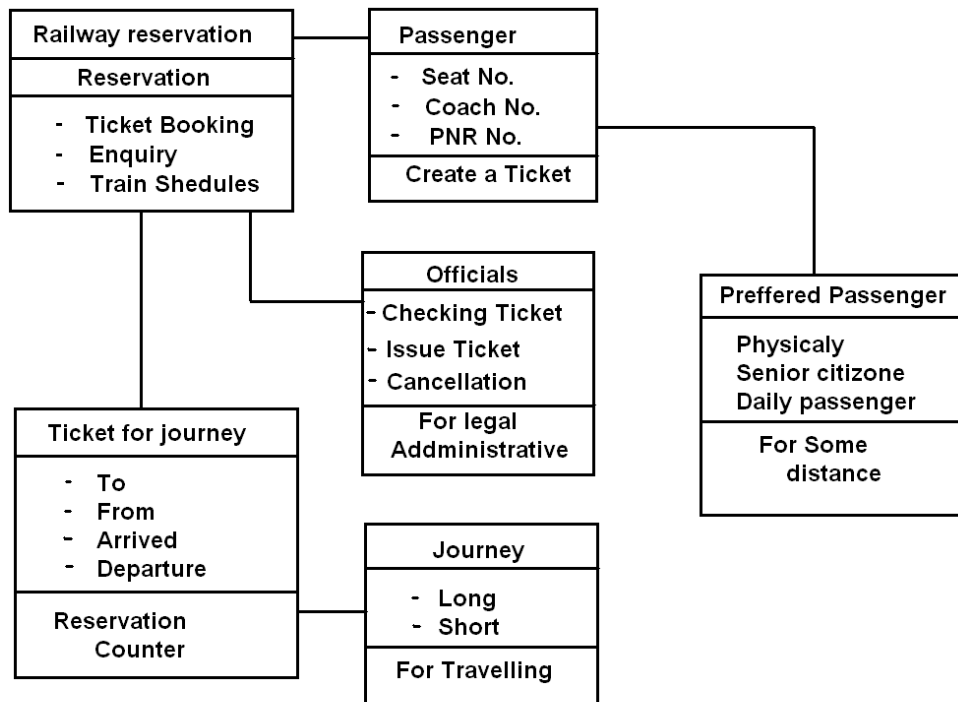 Railway reservation
Reservation
- Ticket Booking
- Enquiry
- Train Shedules
Passenger
- Seat No.
- Coach No.
- PNR No.
Create a Ticket
Officials
- Checking Ticket
- Issue Ticket
- Cancellation
For legal
Addministrative
Preffered Passenger
Physicaly
Senior citizone
Daily passenger
For Some
distance
Ticket for journey
- To
- From
- Arrived
- Departure
Reservation
Counter
Journey
- Long
- Short
For Travelling